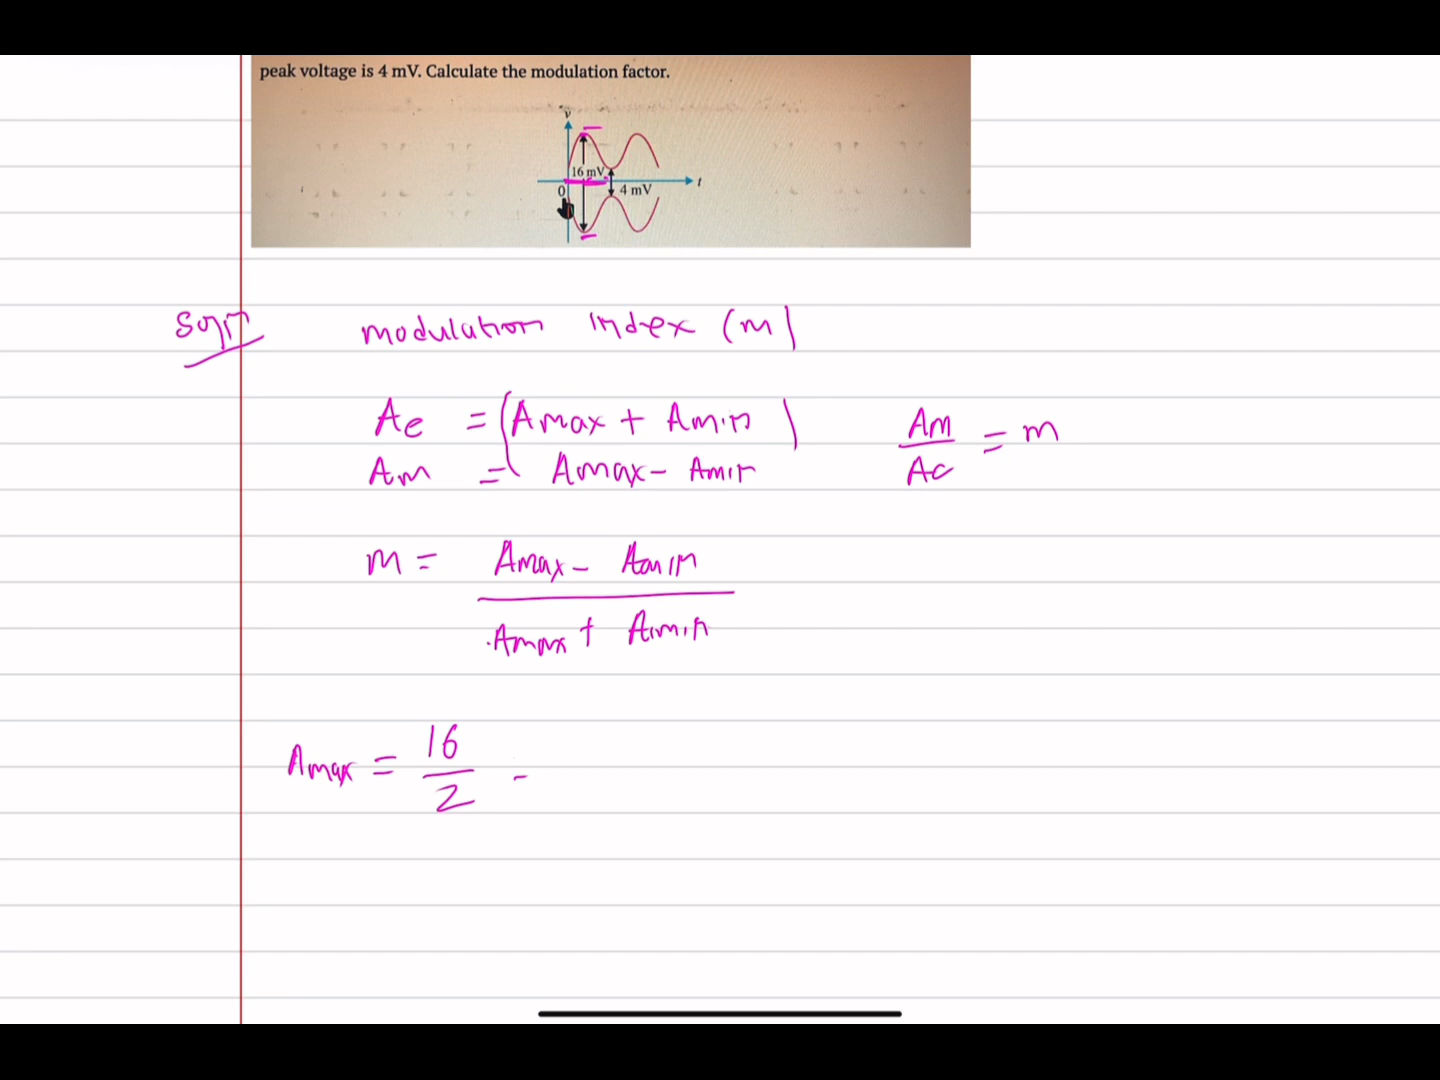 peak voltage is 4 mV. Calculate the modulation factor.
v
16 mV
t
0
4 mV
modulation index (m)
Ac = (Amax + Amin)
Am = ( Amax - Amin
Am / Ac = m
m = Amax - Amin / Amax + Amin
Amax = 16 / 2 =